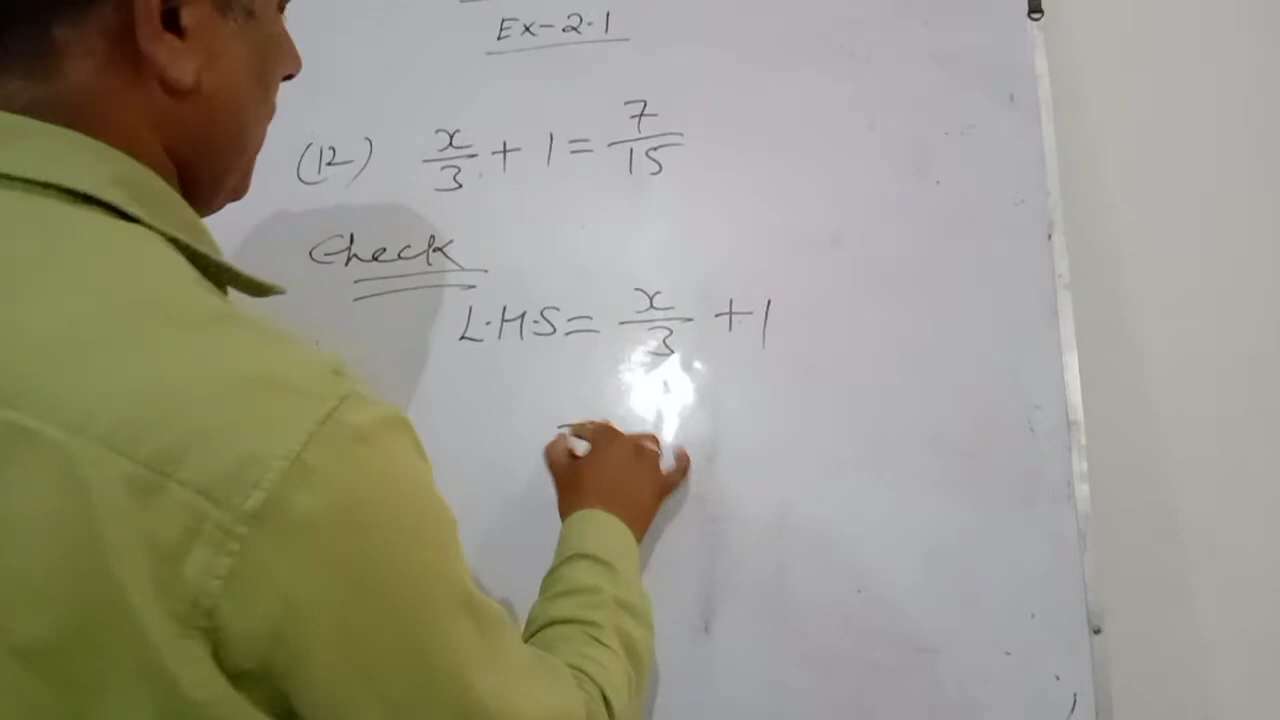 Ex-2.1
(12) x/3 + 1 = 7/15
Check
L.H.S = x/3 + 1